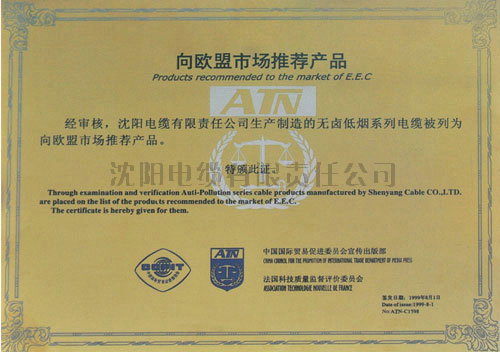 向欧盟市场推荐产品
Products recommended to the market of E.E.C
ATN
经审核，沈阳电缆有限责任公司生产制造的无卤低烟系列电缆被列为
向欧盟市场推荐产品。
特颁此证。
沈阳电缆有限责任公司
Through examination and verification Auti-Pollution series cable products manufactured by Shenyang Cable CO.,LTD.
are placed on the list of the products recommended to the market of E.E.C.
The certificate is hereby given for them.
CCPIT
ATN
中国国际贸易促进委员会宣传出版部
CHINA COUNCIL FOR THE PROMOTION OF INTERNATIONAL TRADE DEPARTMENT OF MEDIA PRESS
法国科技质量监督评价委员会
ASSOCIATION TECHNOLOGIE NOUVELLE DE FRANCE
签发日期：1999年8月1日
Date of issue:1999-8-1
No:ATN-C1598